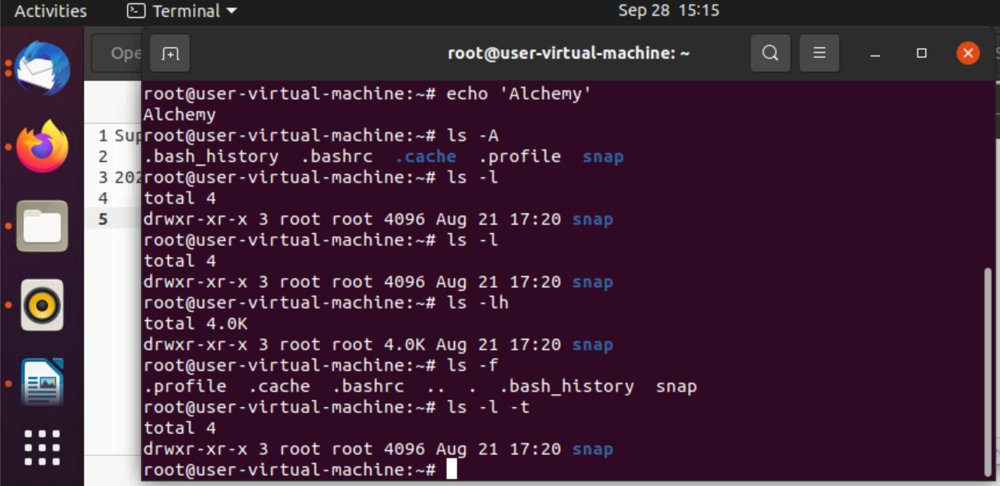 Activities Terminal Sep 28 15:15
Ope root@user-virtual-machine: ~
root@user-virtual-machine:~# echo 'Alchemy'
Alchemy
1 Sup root@user-virtual-machine:~# ls -A
2 .bash_history .bashrc .cache .profile snap
3 202 root@user-virtual-machine:~# ls -l
4 total 4
5 drwxr-xr-x 3 root root 4096 Aug 21 17:20 snap
root@user-virtual-machine:~# ls -l
total 4
drwxr-xr-x 3 root root 4096 Aug 21 17:20 snap
root@user-virtual-machine:~# ls -lh
total 4.0K
drwxr-xr-x 3 root root 4.0K Aug 21 17:20 snap
root@user-virtual-machine:~# ls -f
.profile .cache .bashrc .. . .bash_history snap
root@user-virtual-machine:~# ls -l -t
total 4
drwxr-xr-x 3 root root 4096 Aug 21 17:20 snap
root@user-virtual-machine:~#